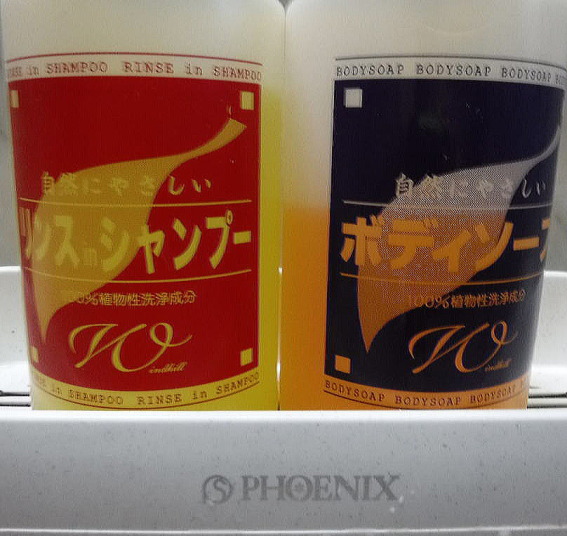 RINSE in SHAMPOO RINSE in SHAMPOO
自然にやさしい
リンスinシャンプー
100%植物性洗浄成分
W
indhill
RINSE in SHAMPOO RINSE in SHAMPOO
BODYSOAP BODYSOAP BODYSOAP
自然にやさしい
ボディソープ
100%植物性洗浄成分
W
indhill
BODYSOAP BODYSOAP BODYSOAP
PHOENIX